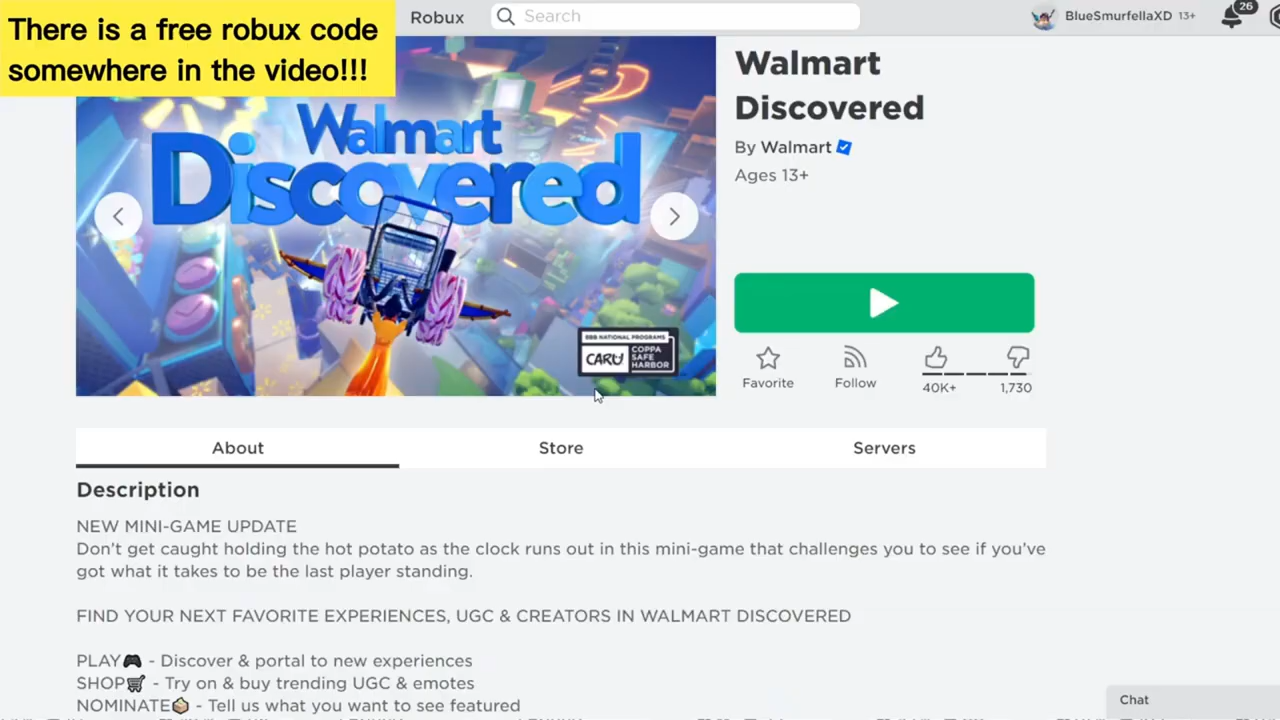 There is a free robux code
somewhere in the video!!!
Robux
Search
BlueSmurfellaXD 13+
26
Walmart
Discovered
BBB NATIONAL PROGRAMS
CARU
COPPA
SAFE
HARBOR
Walmart
Discovered
By Walmart
Ages 13+
Favorite
Follow
40K+
1,730
About
Store
Servers
Description
NEW MINI-GAME UPDATE
Don't get caught holding the hot potato as the clock runs out in this mini-game that challenges you to see if you've
got what it takes to be the last player standing.
FIND YOUR NEXT FAVORITE EXPERIENCES, UGC & CREATORS IN WALMART DISCOVERED
PLAY🎮 - Discover & portal to new experiences
SHOP🛒 - Try on & buy trending UGC & emotes
NOMINATE🗳️ - Tell us what you want to see featured
Chat